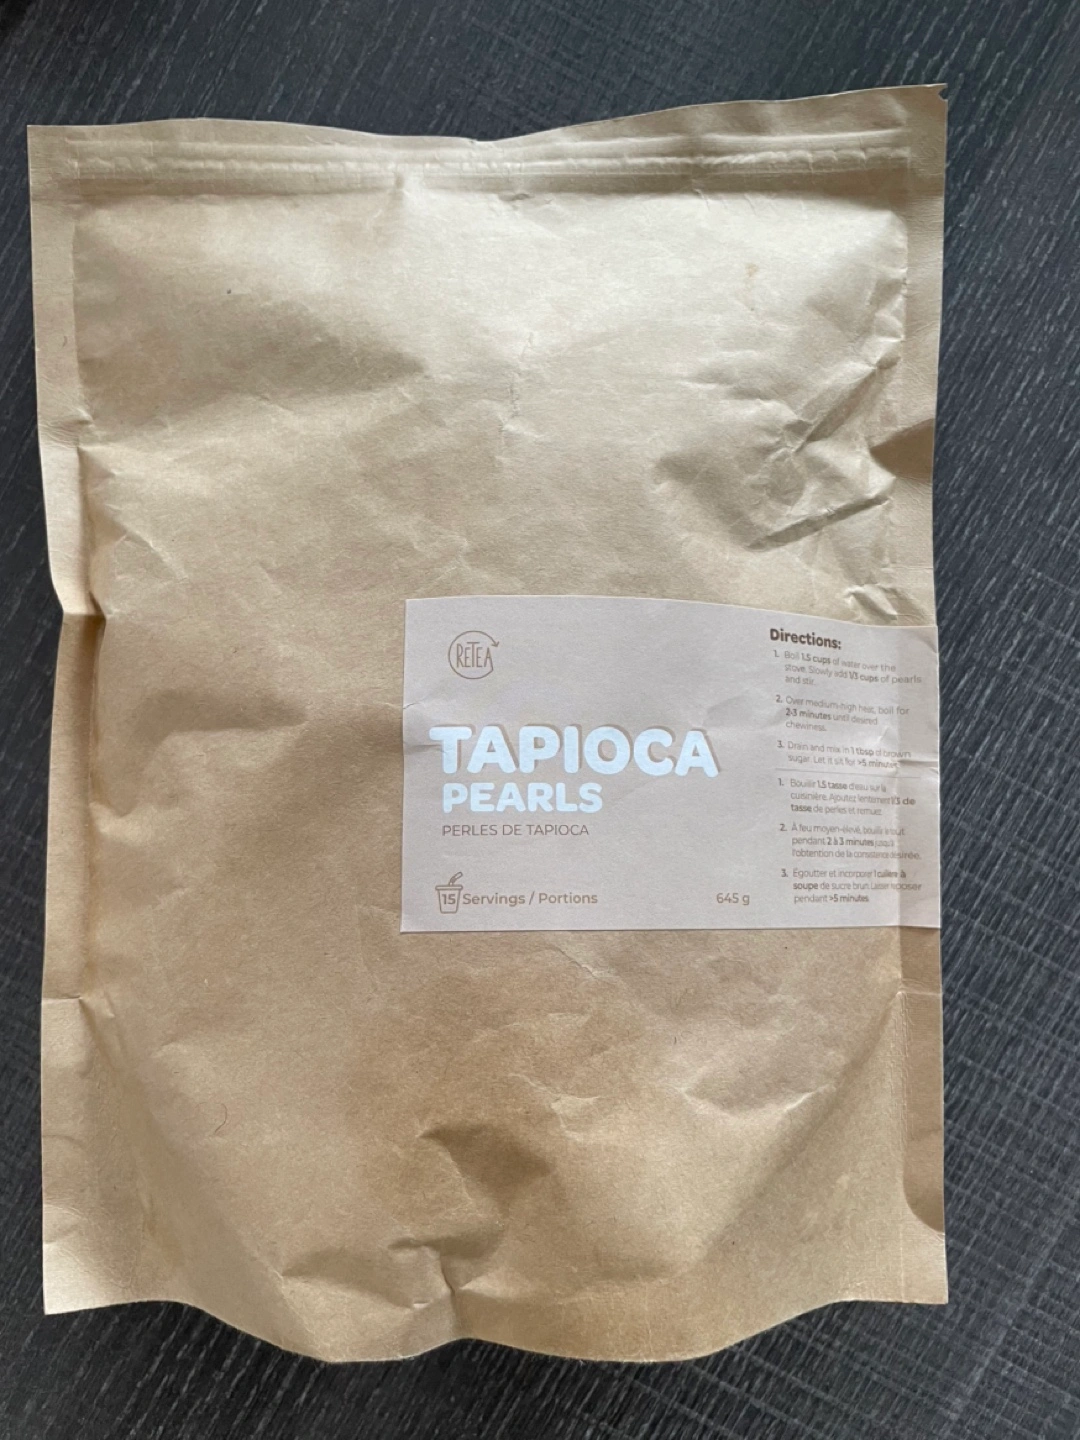 RETEA
TAPIOCA
PEARLS
PERLES DE TAPIOCA
15 Servings / Portions
645 g
Directions:
1. Boil 1.5 cups of water over the
stove. Slowly add 1/3 cups of pearls
and stir.
2. Over medium-high heat, boil for
2-3 minutes until desired
chewiness.
3. Drain and mix in 1 tbsp of brown
sugar. Let it sit for >5 minutes
1. Bouillir 1.5 tasse d'eau sur la
cuisinière. Ajoutez lentement 1/3 de
tasse de perles et remuez.
2. À feu moyen-élevé, bouillir le tout
pendant 2 à 3 minutes jusqu'à
l'obtention de la consistance désirée.
3. Egoutter et incorporer 1 cuillère à
soupe de sucre brun. Laisser reposer
pendant >5 minutes